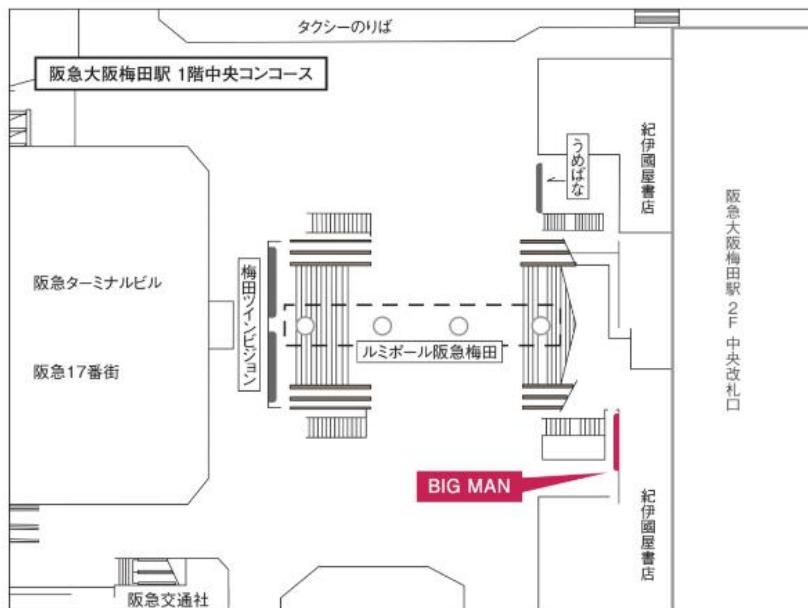 タクシーのりば
阪急大阪梅田駅 1階中央コンコース
紀伊國屋書店
うめばな
阪急大阪梅田駅 2F 中央改札口
阪急ターミナルビル
梅田ツインビジョン
ルミポール阪急梅田
阪急17番街
BIG MAN
紀伊國屋書店
阪急交通社